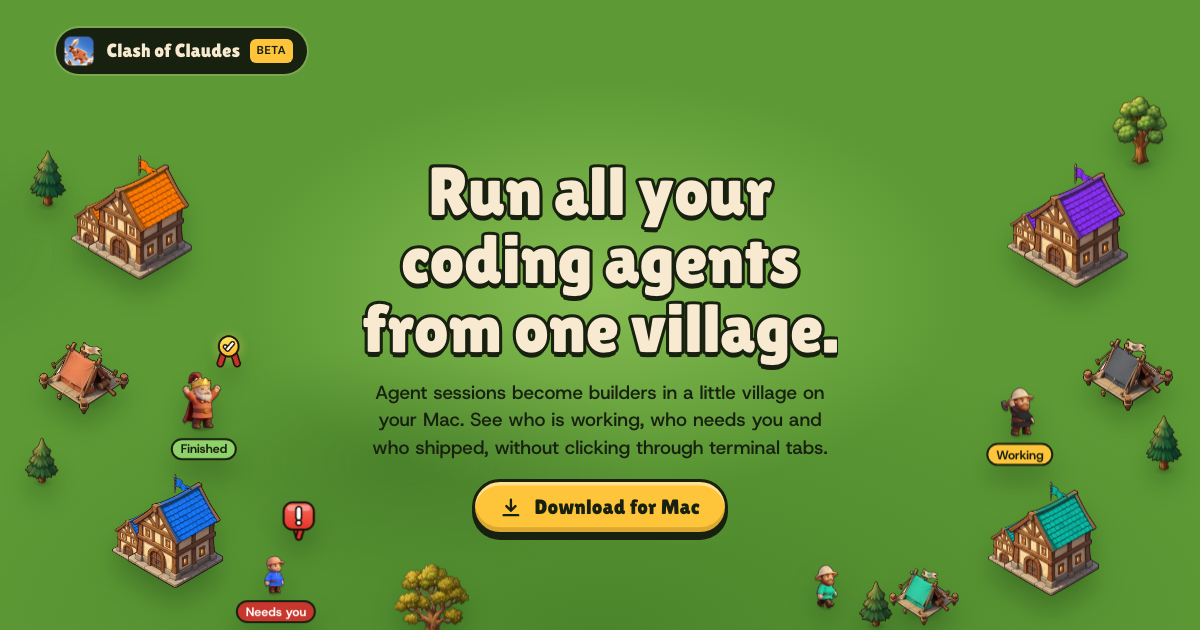 Clash of Claudes BETA
Run all your
coding agents
from one village.
Agent sessions become builders in a little village on
your Mac. See who is working, who needs you and
who shipped, without clicking through terminal tabs.
Download for Mac
Finished
Working
Needs you